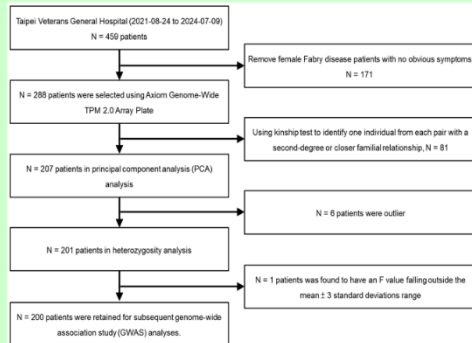 Taipei Veterans General Hospital (2021-08-24 to 2024-07-09)
N = 459 patients
Remove female Fabry disease patients with no obvious symptoms
N = 171
N = 288 patients were selected using Axiom Genome-Wide
TPM 2.0 Array Plate
Using kinship test to identify one individual from each pair with a
second-degree or closer familial relationship, N = 81
N = 207 patients in principal component analysis (PCA)
analysis
N = 6 patients were outlier
N = 201 patients in heterozygosity analysis
N = 1 patients was found to have an F value falling outside the
mean ± 3 standard deviations range
N = 200 patients were retained for subsequent genome-wide
association study (GWAS) analyses.